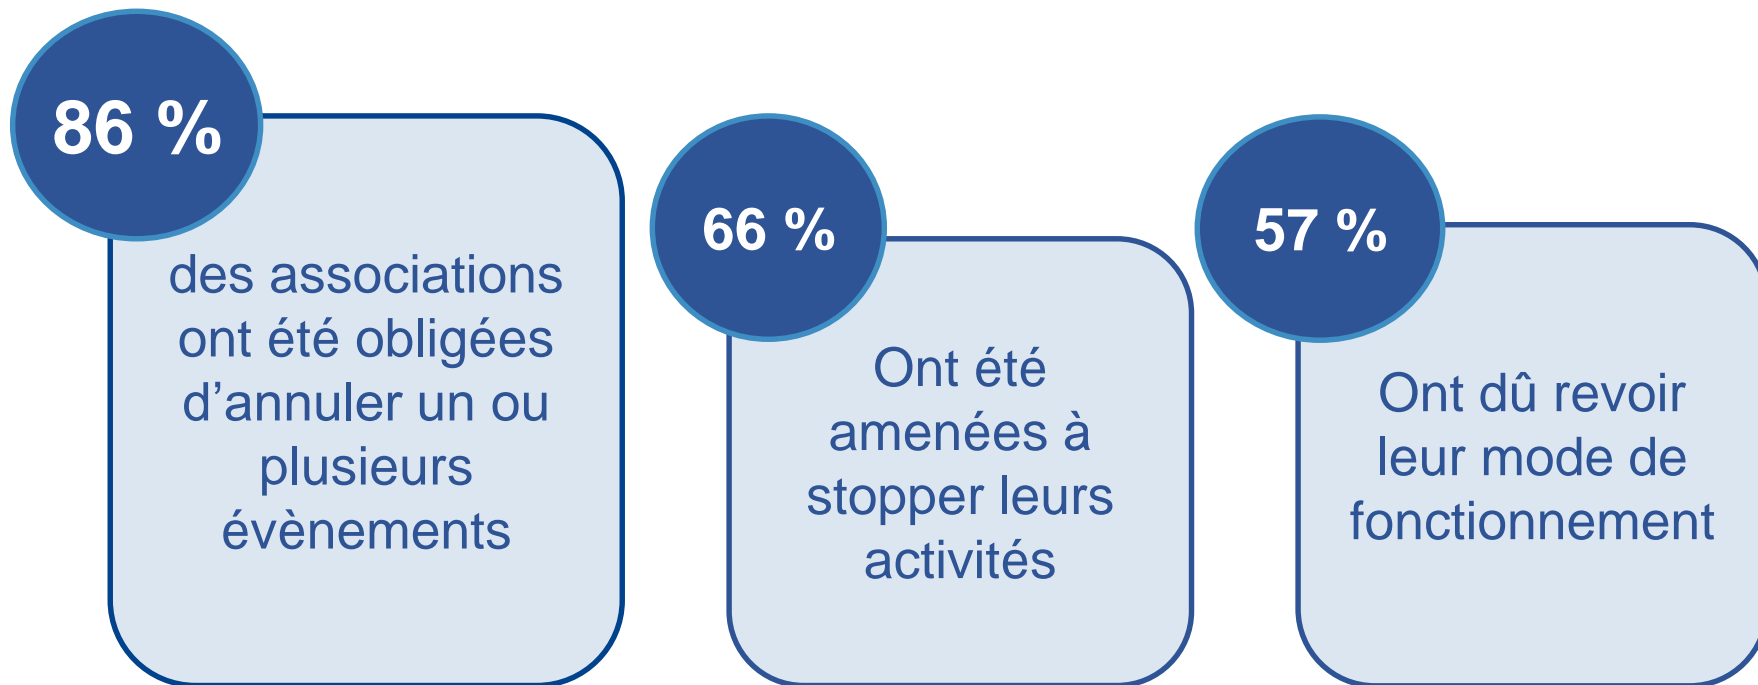 86 %
des associations
ont été obligées
d’annuler un ou
plusieurs
évènements
66 %
Ont été
amenées à
stopper leurs
activités
57 %
Ont dû revoir
leur mode de
fonctionnement